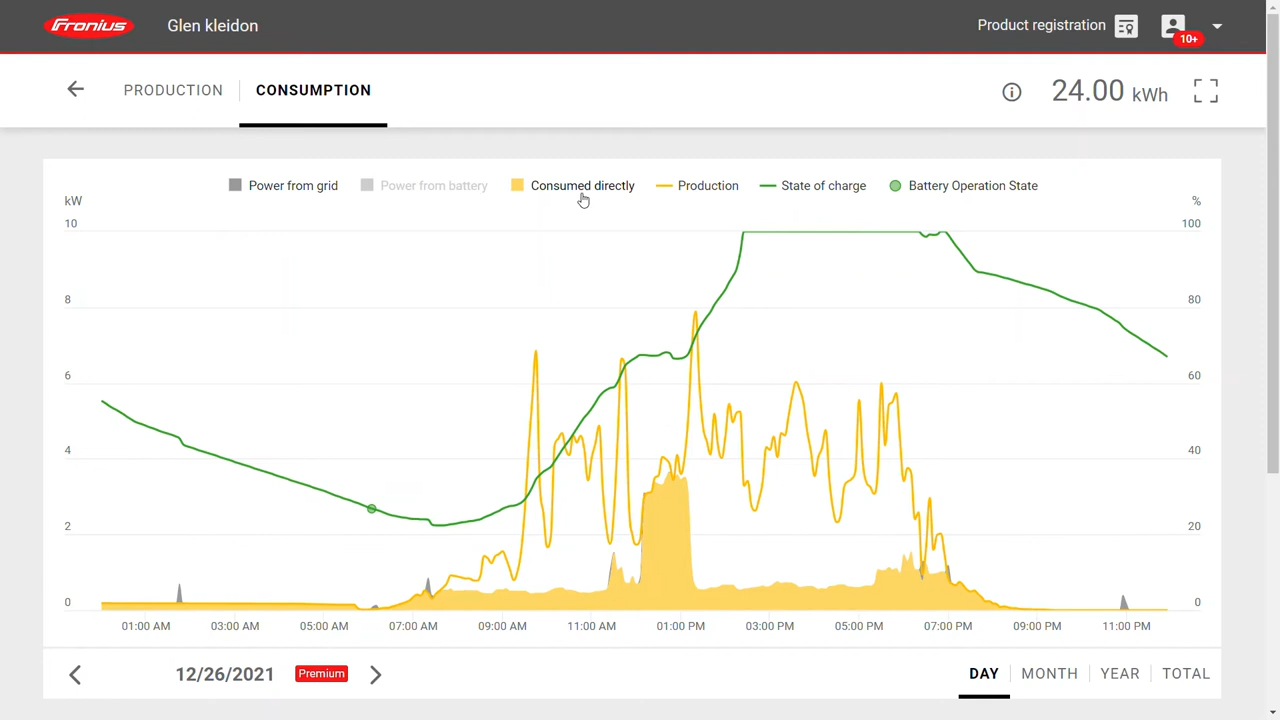 Fronius Glen kleidon Product registration 10+
PRODUCTION CONSUMPTION 24.00 kWh
Power from grid Power from battery Consumed directly Production State of charge Battery Operation State
kW %
10 100
8 80
6 60
4 40
2 20
0 0
01:00 AM 03:00 AM 05:00 AM 07:00 AM 09:00 AM 11:00 AM 01:00 PM 03:00 PM 05:00 PM 07:00 PM 09:00 PM 11:00 PM
12/26/2021 Premium DAY MONTH YEAR TOTAL